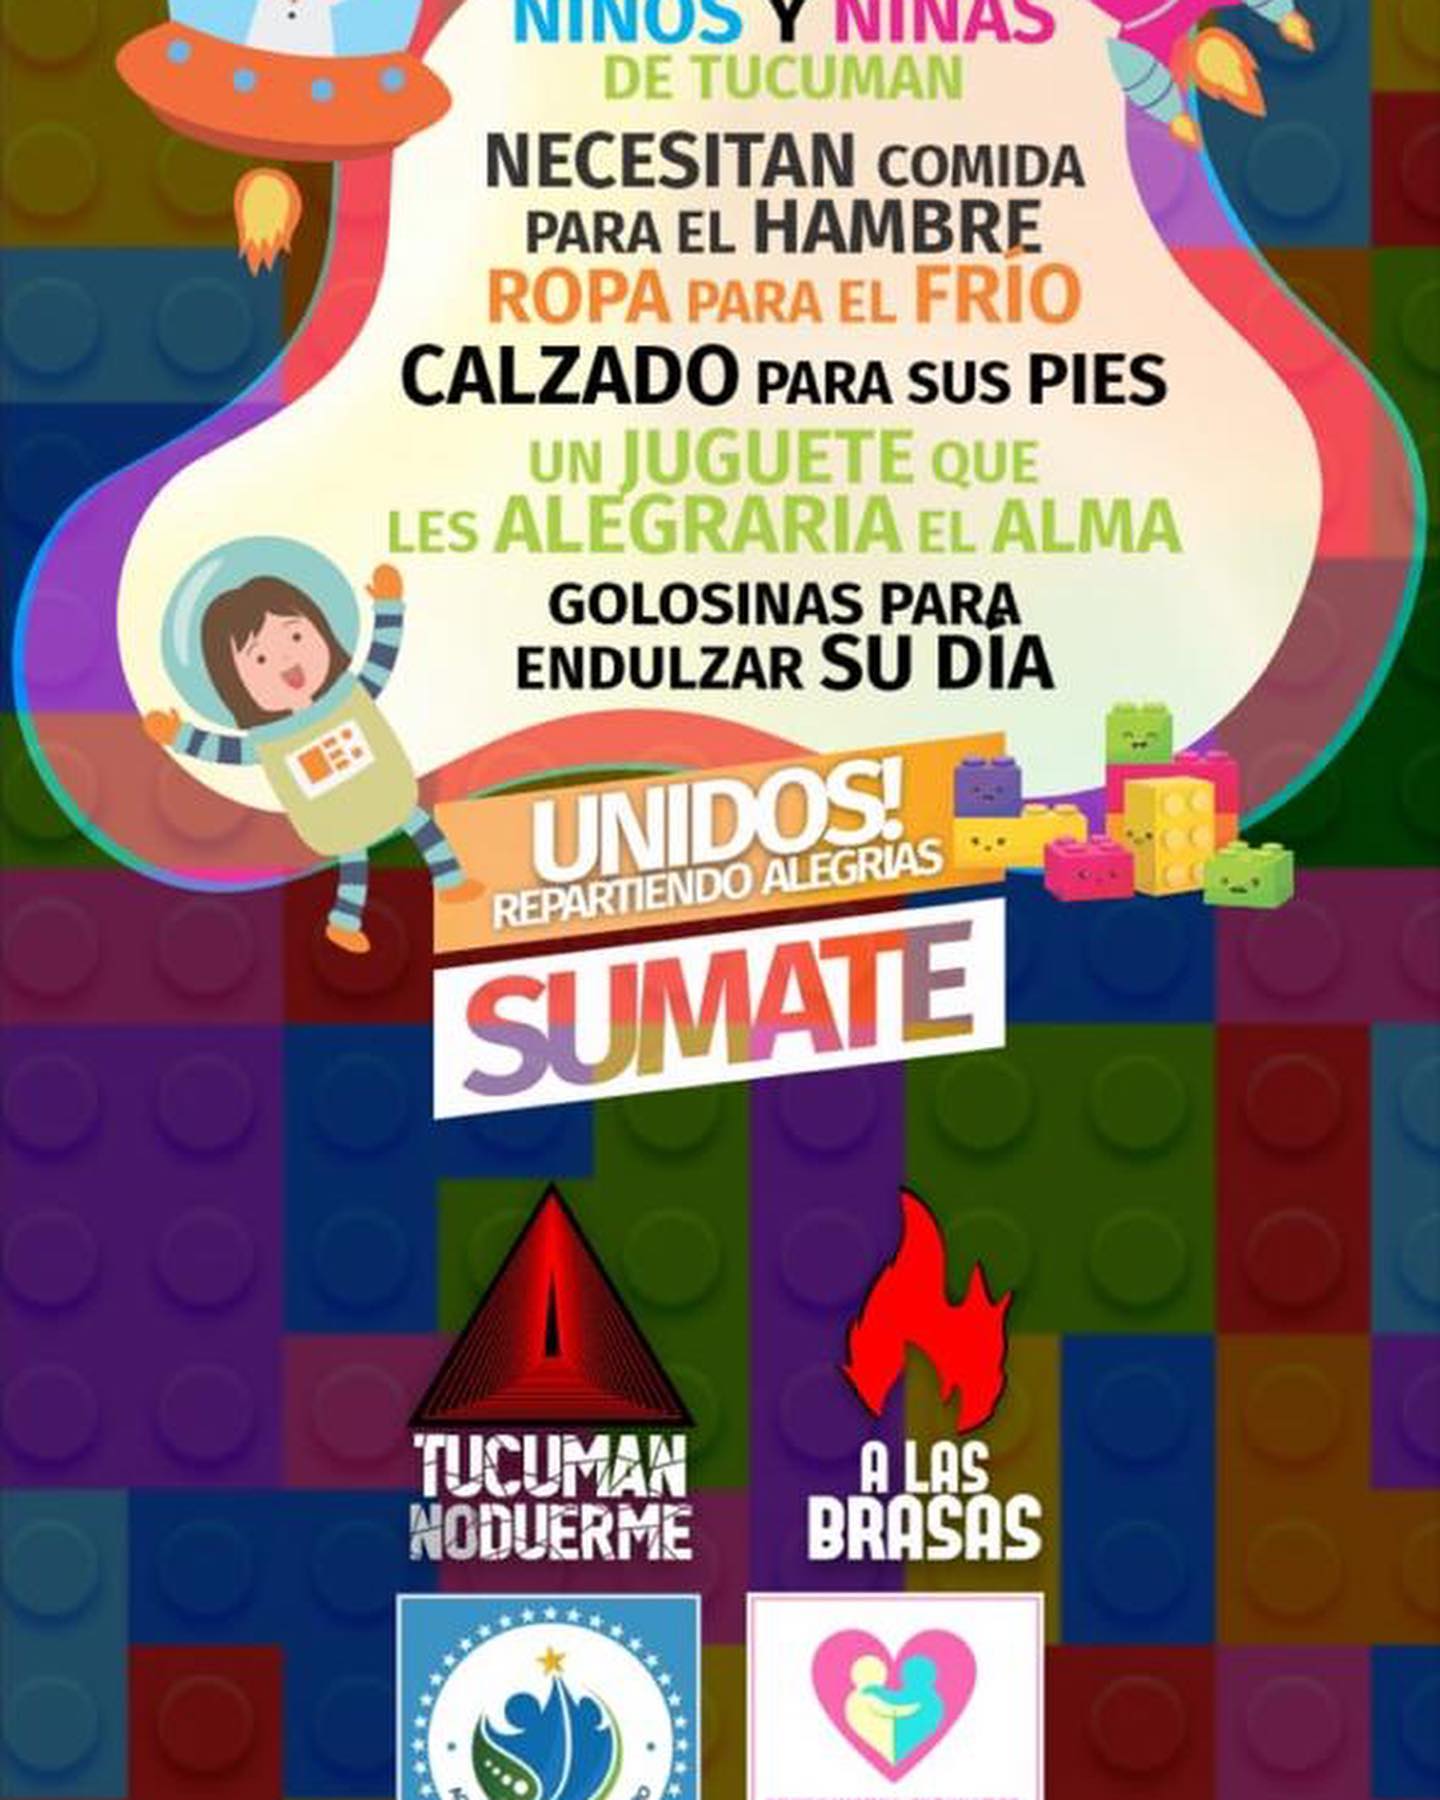 NIÑOS Y NIÑAS
DE TUCUMAN
NECESITAN COMIDA
PARA EL HAMBRE
ROPA PARA EL FRÍO
CALZADO PARA SUS PIES
UN JUGUETE QUE
LES ALEGRARIA EL ALMA
GOLOSINAS PARA
ENDULZAR SU DÍA
UNIDOS!
REPARTIENDO ALEGRIAS
SUMATE
TUCUMAN
NODUERME
A LAS
BRASAS